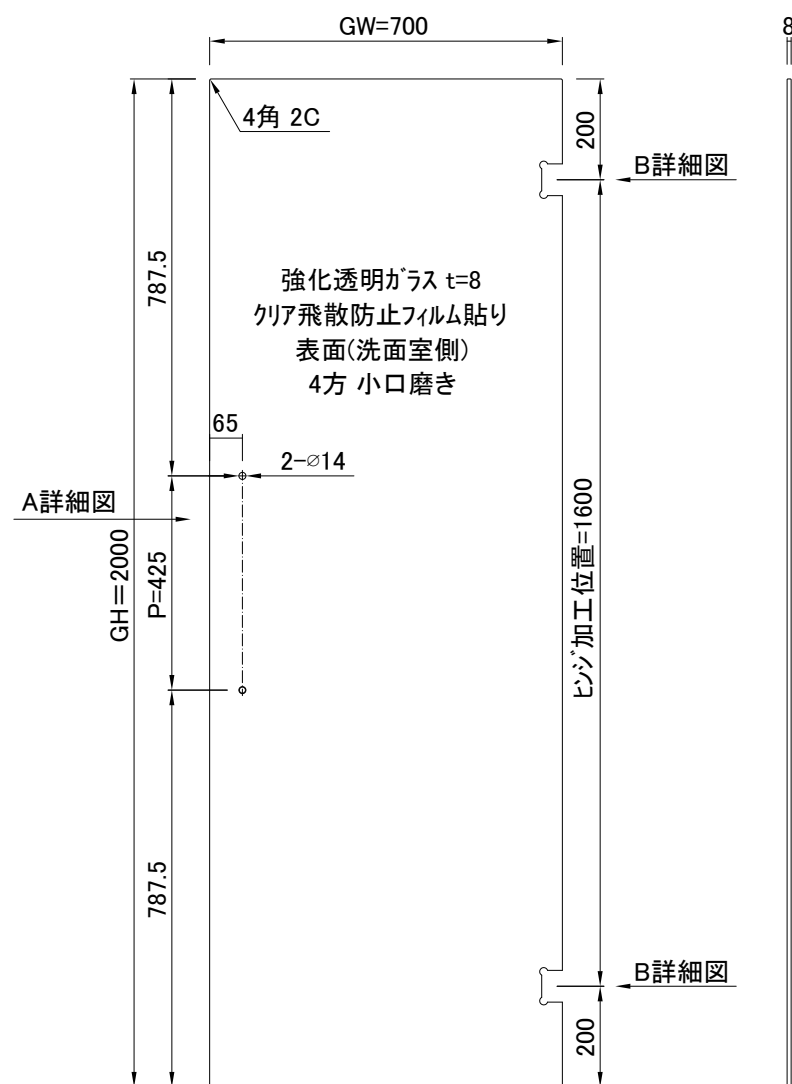 GW=700
8
4角 2C
200
B詳細図
787.5
強化透明ガラス t=8
クリア飛散防止フィルム貼り
表面(洗面室側)
4方 小口磨き
65
2-∅14
A詳細図
GH=2000
P=425
ヒンジ加工位置=1600
787.5
B詳細図
200